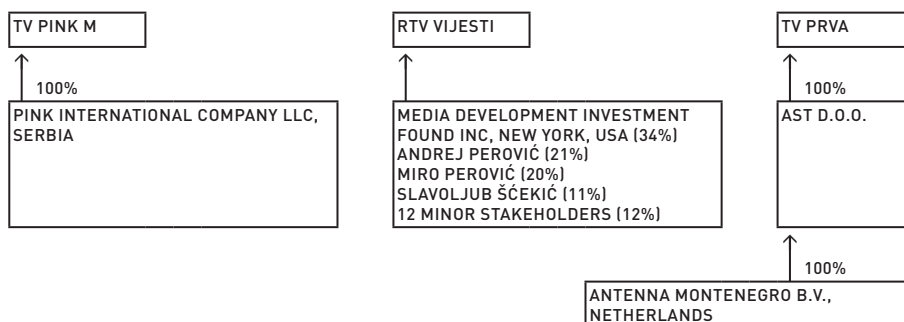 TV PINK M
100%
PINK INTERNATIONAL COMPANY LLC,
SERBIA
RTV VIJESTI
MEDIA DEVELOPMENT INVESTMENT
FOUND INC, NEW YORK, USA (34%)
ANDREJ PEROVIĆ (21%)
MIRO PEROVIĆ (20%)
SLAVOLJUB ŠĆEKIĆ (11%)
12 MINOR STAKEHOLDERS (12%)
TV PRVA
100%
AST D.O.O.
100%
ANTENNA MONTENEGRO B.V.,
NETHERLANDS